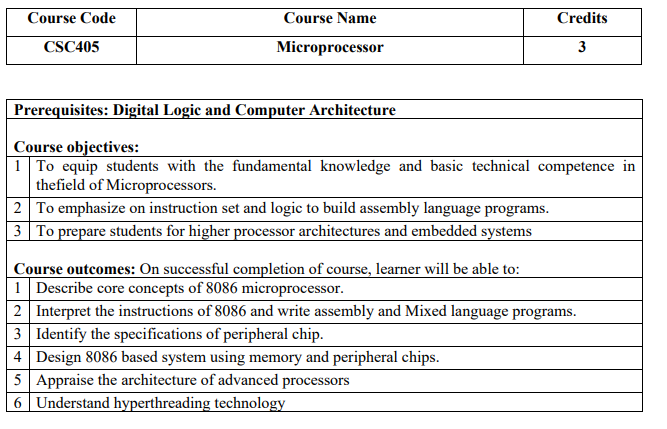 Course Code Course Name Credits
CSC405 Microprocessor 3
Prerequisites: Digital Logic and Computer Architecture
Course objectives:
1 To equip students with the fundamental knowledge and basic technical competence in
thefield of Microprocessors.
2 To emphasize on instruction set and logic to build assembly language programs.
3 To prepare students for higher processor architectures and embedded systems
Course outcomes: On successful completion of course, learner will be able to:
1 Describe core concepts of 8086 microprocessor.
2 Interpret the instructions of 8086 and write assembly and Mixed language programs.
3 Identify the specifications of peripheral chip.
4 Design 8086 based system using memory and peripheral chips.
5 Appraise the architecture of advanced processors
6 Understand hyperthreading technology